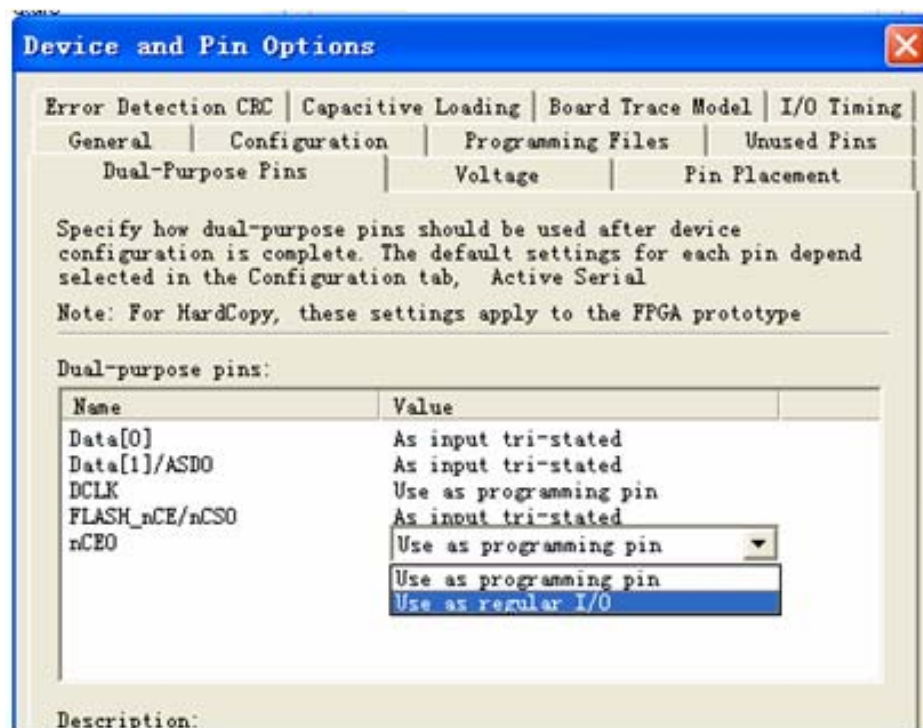 Device and Pin Options
Error Detection CRC Capacitive Loading Board Trace Model I/O Timing
General Configuration Programming Files Unused Pins
Dual-Purpose Pins Voltage Pin Placement
Specify how dual-purpose pins should be used after device
configuration is complete. The default settings for each pin depend
selected in the Configuration tab, Active Serial
Note: For HardCopy, these settings apply to the FPGA prototype
Dual-purpose pins:
Name Value
Data[0] As input tri-stated
Data[1]/ASDO As input tri-stated
DCLK Use as programming pin
FLASH_nCE/nCSO As input tri-stated
nCEO Use as programming pin
Use as programming pin
Use as regular I/O
Description: